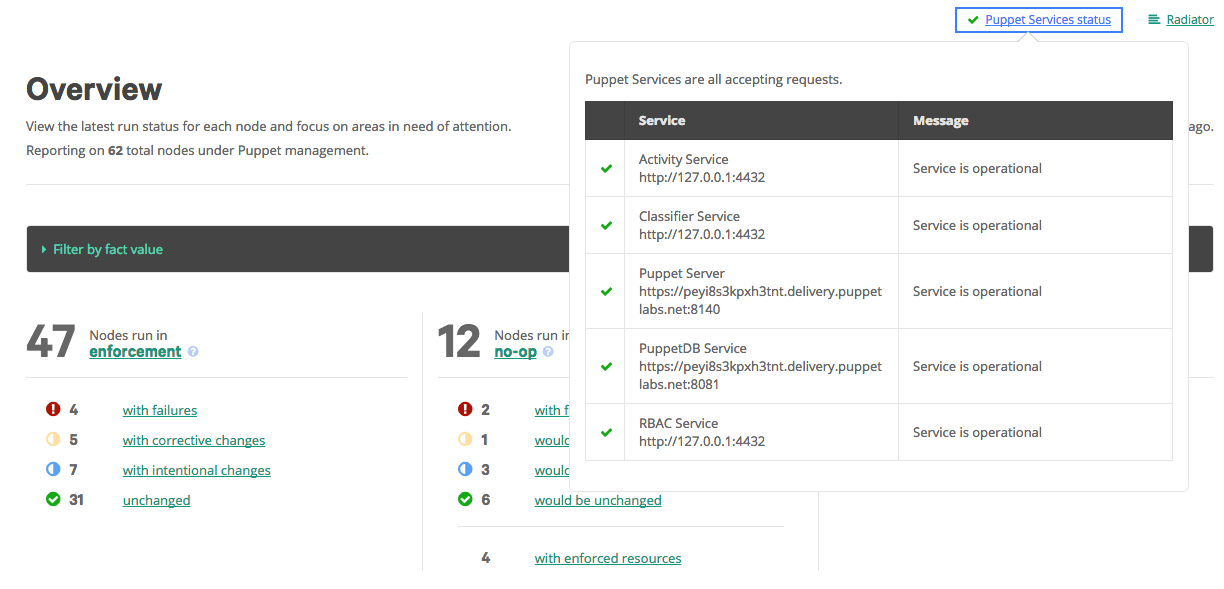 Puppet Services status
Radiator
Puppet Services are all accepting requests.
Service
Message
Activity Service
http://127.0.0.1:4432
Service is operational
Classifier Service
http://127.0.0.1:4432
Service is operational
Puppet Server
https://peyi8s3kpxh3tnt.delivery.puppet
labs.net:8140
Service is operational
PuppetDB Service
https://peyi8s3kpxh3tnt.delivery.puppet
labs.net:8081
Service is operational
RBAC Service
http://127.0.0.1:4432
Service is operational
Overview
View the latest run status for each node and focus on areas in need of attention.
ago.
Reporting on 62 total nodes under Puppet management.
Filter by fact value
47
Nodes run in
enforcement ?
4 with failures
5 with corrective changes
7 with intentional changes
31 unchanged
12
Nodes run in
no-op ?
2 with f
1 would
3 would
6 would be unchanged
4 with enforced resources